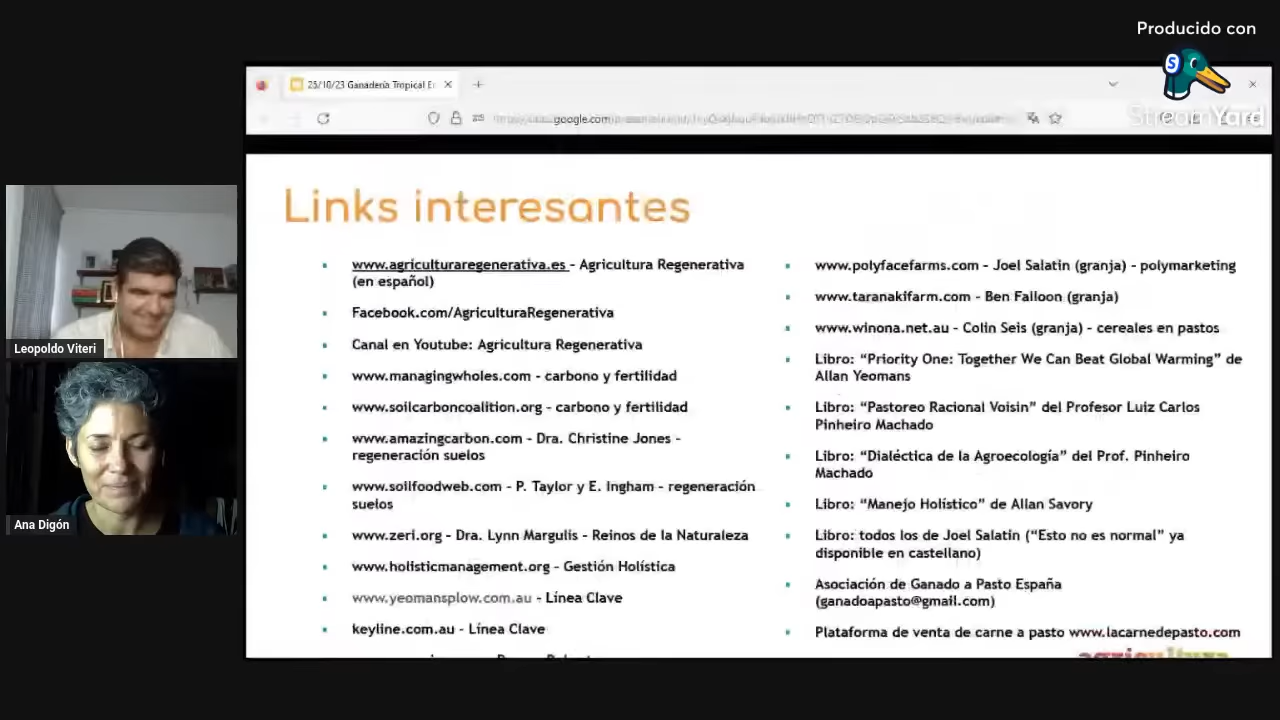 Producido con
StreamYard
25/10/23 Ganadería Tropical E
google.com
Links interesantes
www.agriculturaregenerativa.es - Agricultura Regenerativa
(en español)
Facebook.com/AgriculturaRegenerativa
Canal en Youtube: Agricultura Regenerativa
www.managingwholes.com - carbono y fertilidad
www.soilcarboncoalition.org - carbono y fertilidad
www.amazingcarbon.com - Dra. Christine Jones -
regeneración suelos
www.soilfoodweb.com - P. Taylor y E. Ingham - regeneración
suelos
www.zeri.org - Dra. Lynn Margulis - Reinos de la Naturaleza
www.holisticmanagement.org - Gestión Holística
www.yeomansplow.com.au - Línea Clave
keyline.com.au - Línea Clave
www.polyfacefarms.com - Joel Salatin (granja) - polymarketing
www.taranakifarm.com - Ben Falloon (granja)
www.winona.net.au - Colin Seis (granja) - cereales en pastos
Libro: “Priority One: Together We Can Beat Global Warming” de
Allan Yeomans
Libro: “Pastoreo Racional Voisin” del Profesor Luiz Carlos
Pinheiro Machado
Libro: “Dialéctica de la Agroecología” del Prof. Pinheiro
Machado
Libro: “Manejo Holístico” de Allan Savory
Libro: todos los de Joel Salatin (“Esto no es normal” ya
disponible en castellano)
Asociación de Ganado a Pasto España
(ganadoapasto@gmail.com)
Plataforma de venta de carne a pasto www.lacarnedepasto.com
Leopoldo Viteri
Ana Digón